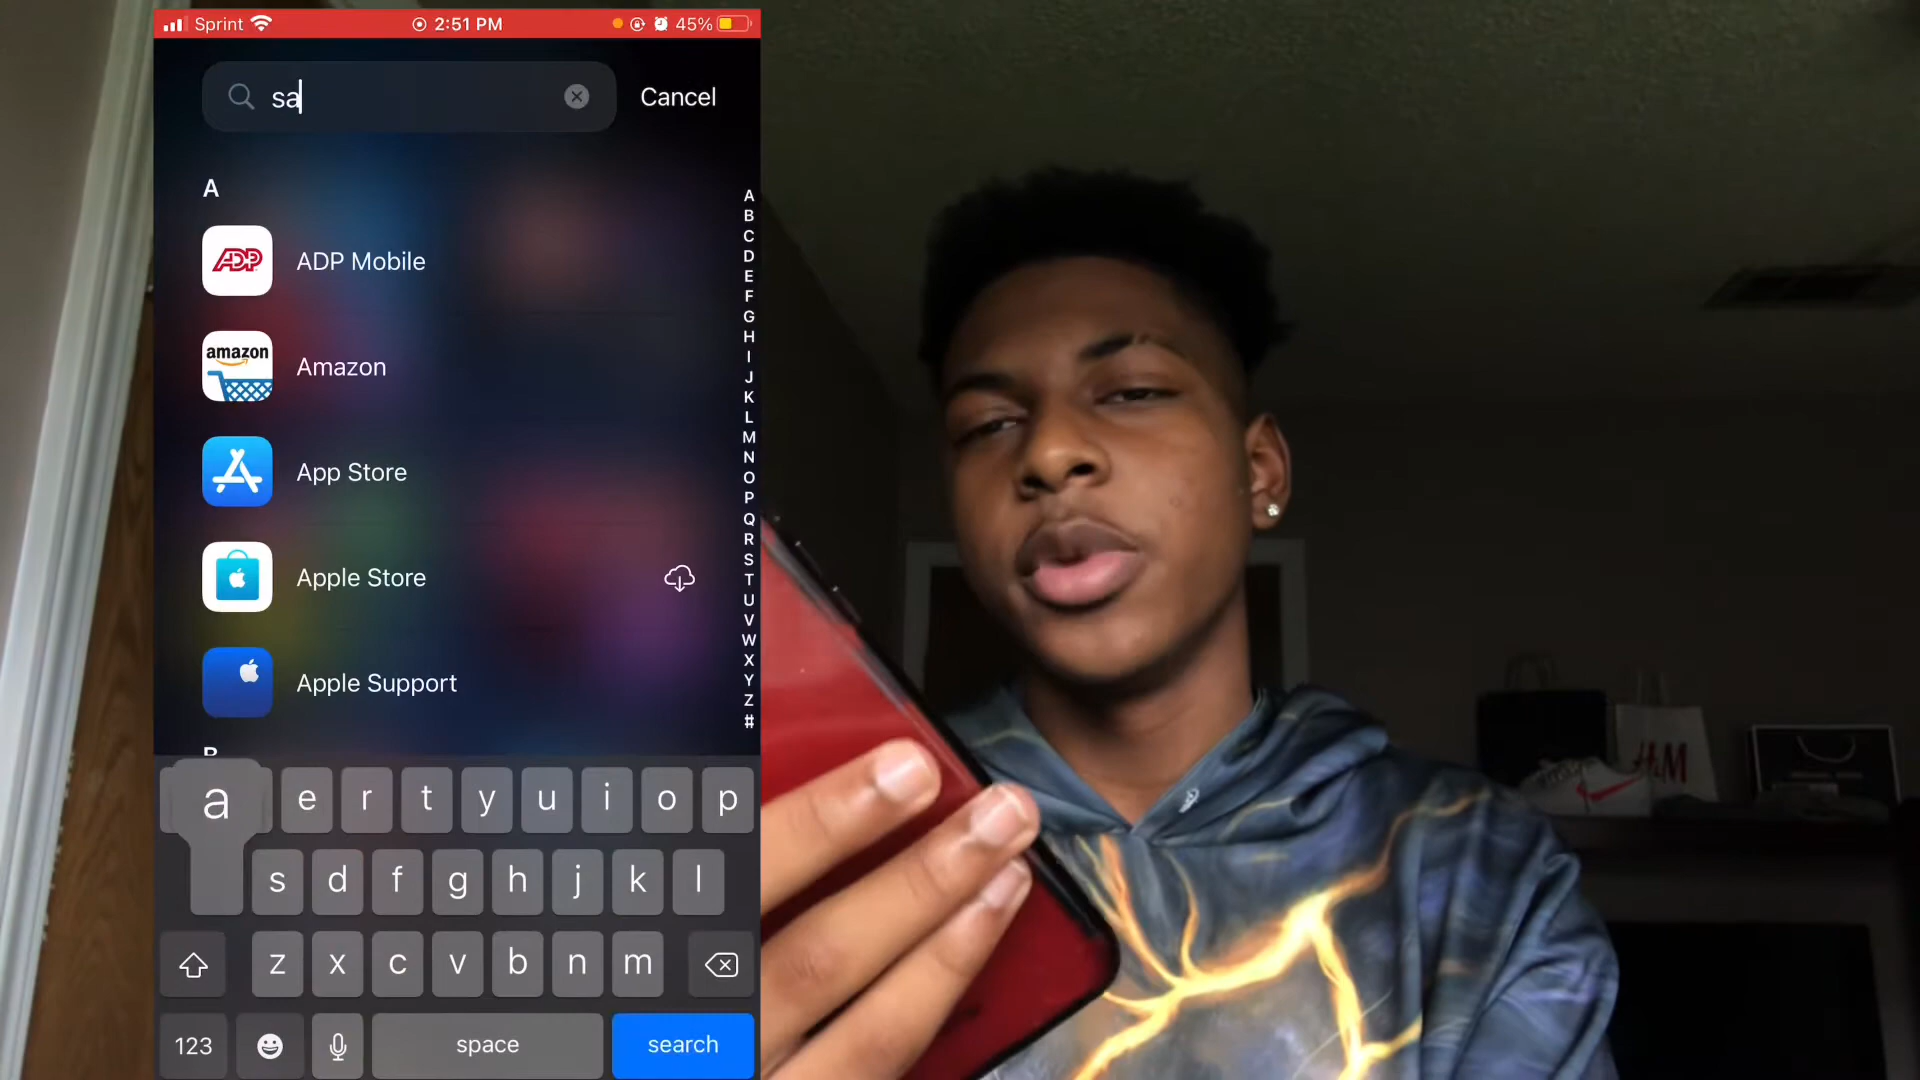 Sprint 2:51 PM 45%
sa Cancel
A
ADP ADP Mobile
amazon Amazon
App Store
Apple Store
Apple Support
B
A
B
C
D
E
F
G
H
I
J
K
L
M
N
O
P
Q
R
S
T
U
V
W
X
Y
Z
#
a e r t y u i o p
s d f g h j k l
z x c v b n m
123 space search
H&M